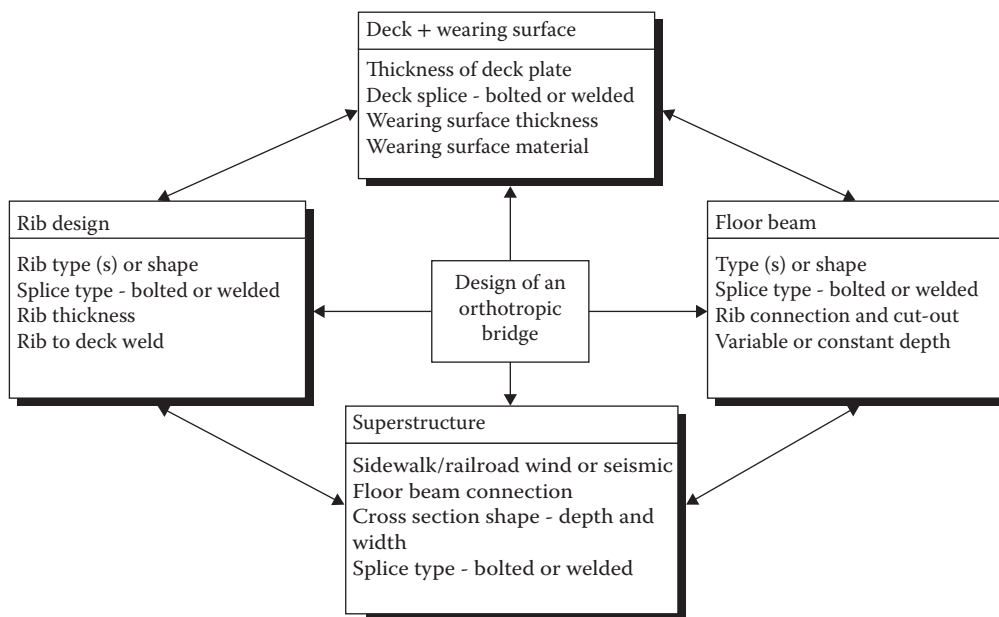 Deck + wearing surface
Thickness of deck plate
Deck splice - bolted or welded
Wearing surface thickness
Wearing surface material
Rib design
Rib type (s) or shape
Splice type - bolted or welded
Rib thickness
Rib to deck weld
Design of an
orthotropic
bridge
Floor beam
Type (s) or shape
Splice type - bolted or welded
Rib connection and cut-out
Variable or constant depth
Superstructure
Sidewalk/railroad wind or seismic
Floor beam connection
Cross section shape - depth and
width
Splice type - bolted or welded